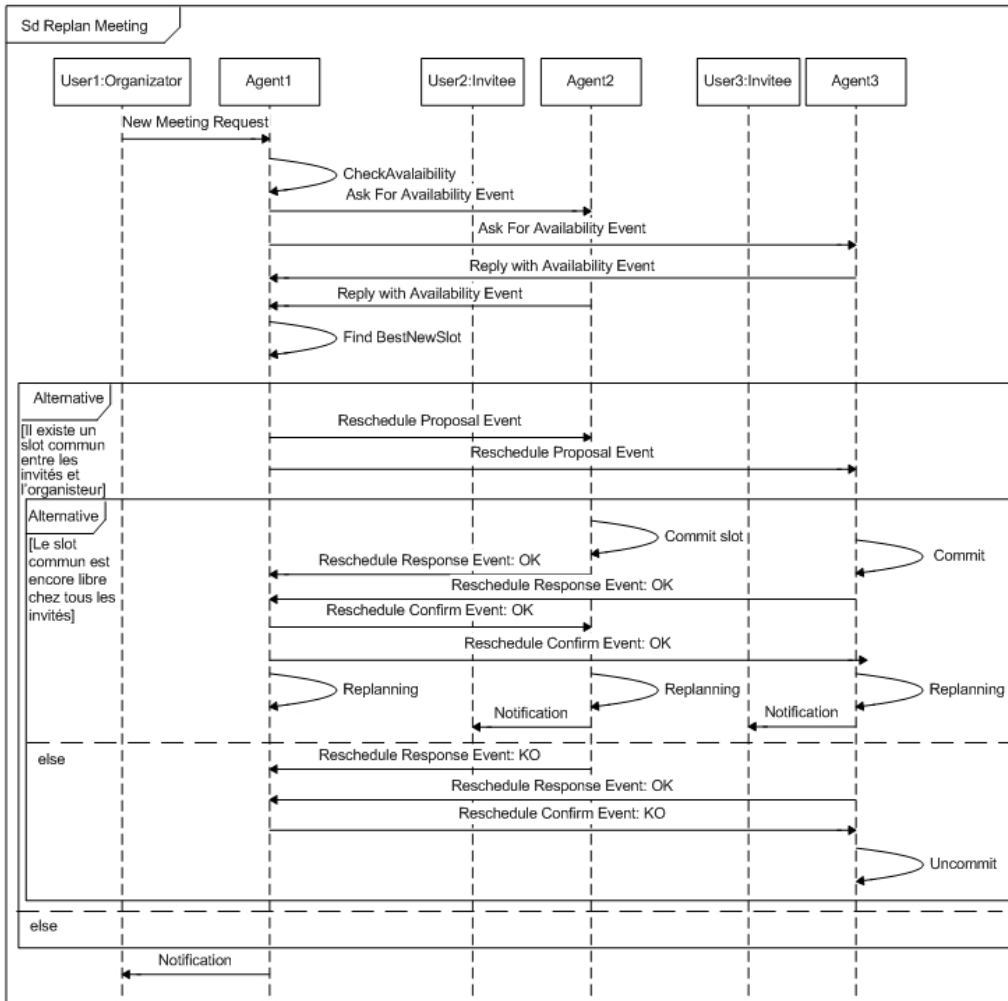 Sd Replan Meeting
User1:Organizator
Agent1
User2:Invitee
Agent2
User3:Invitee
Agent3
New Meeting Request
CheckAvalaibility
Ask For Availability Event
Ask For Availability Event
Reply with Availability Event
Reply with Availability Event
Find BestNewSlot
Alternative
[Il existe un
slot commun
entre les
invités et
l'organisteur]
Reschedule Proposal Event
Reschedule Proposal Event
Alternative
[Le slot
commun est
encore libre
chez tous les
invités]
Commit slot
Commit
Reschedule Response Event: OK
Reschedule Response Event: OK
Reschedule Confirm Event: OK
Reschedule Confirm Event: OK
Replanning
Replanning
Replanning
Notification
Notification
else
Reschedule Response Event: KO
Reschedule Response Event: OK
Reschedule Confirm Event: KO
Uncommit
else
Notification